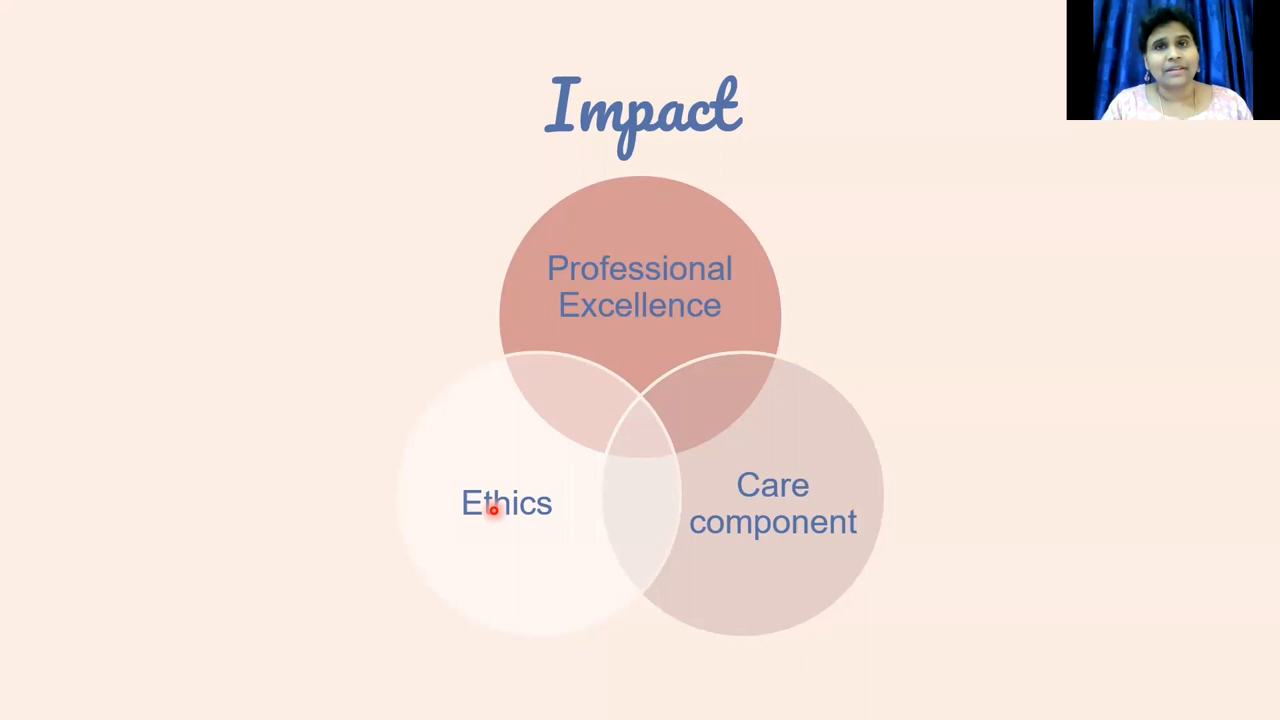 Impact
Professional
Excellence
Ethics
Care
component